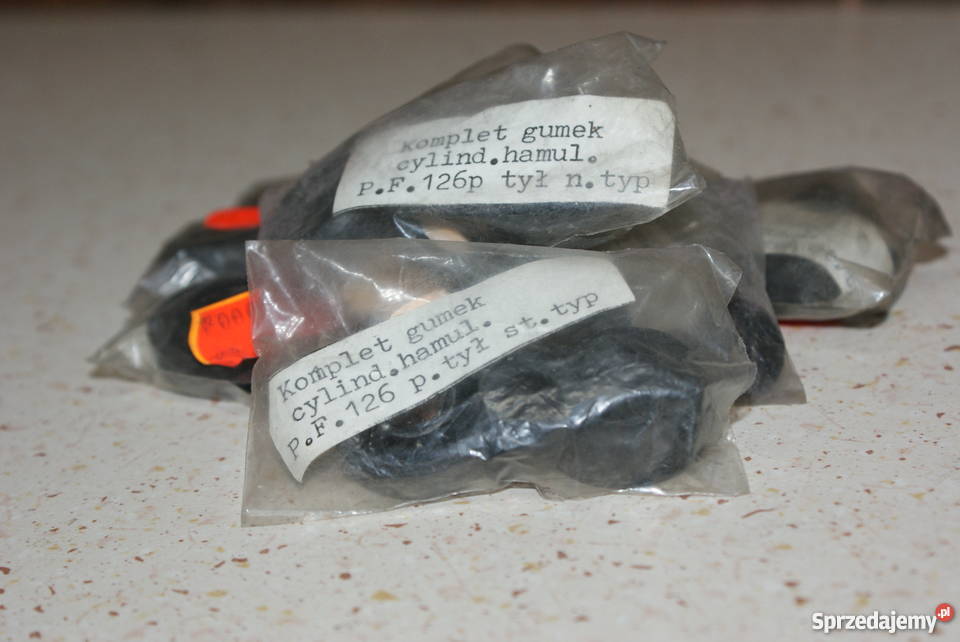 Komplet gumek
cylind.hamul.
P.F.126p tył n.typ
Komplet gumek
cylind.hamul.
P.F.126 p.tył st.typ
Sprzedajemy.pl